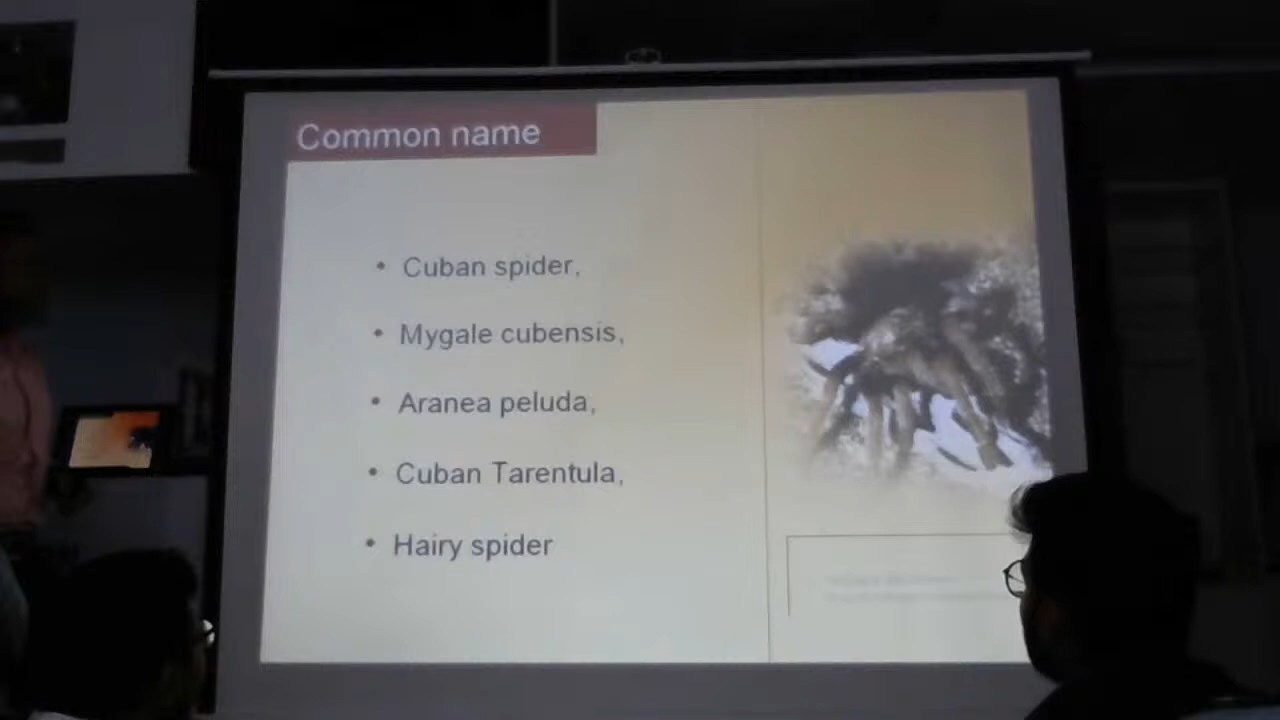 Common name
• Cuban spider,
• Mygale cubensis,
• Aranea peluda,
• Cuban Tarentula,
• Hairy spider